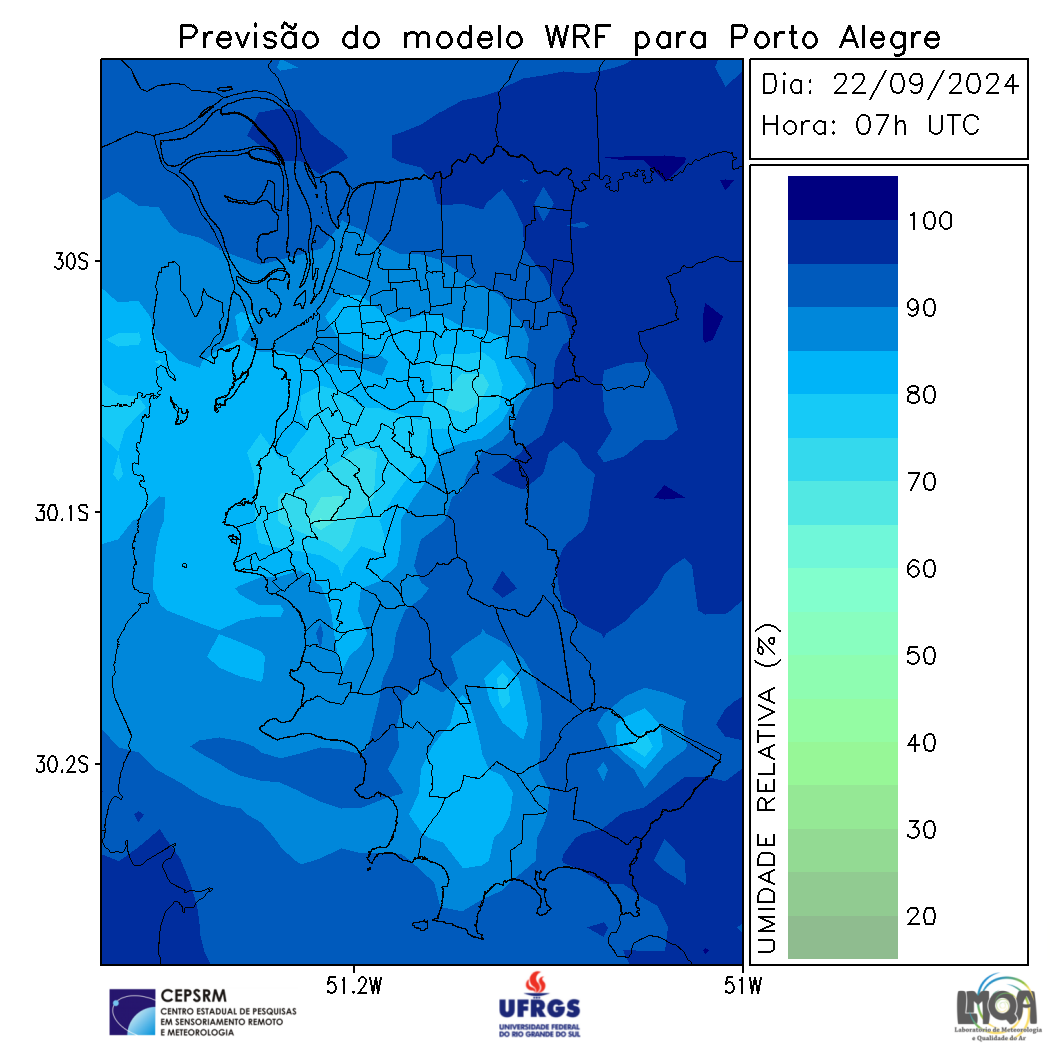 Previsão do modelo WRF para Porto Alegre
Dia: 22/09/2024
Hora: 07h UTC
100
90
80
70
60
50
40
30
20
UMIDADE RELATIVA (%)
30S
30.1S
30.2S
51.2W
51W
CEPSRM
CENTRO ESTADUAL DE PESQUISAS
EM SENSORIAMENTO REMOTO
E METEOROLOGIA
UFRGS
UNIVERSIDADE FEDERAL
DO RIO GRANDE DO SUL
LMQA
Laboratório de Meteorologia
e Qualidade do Ar